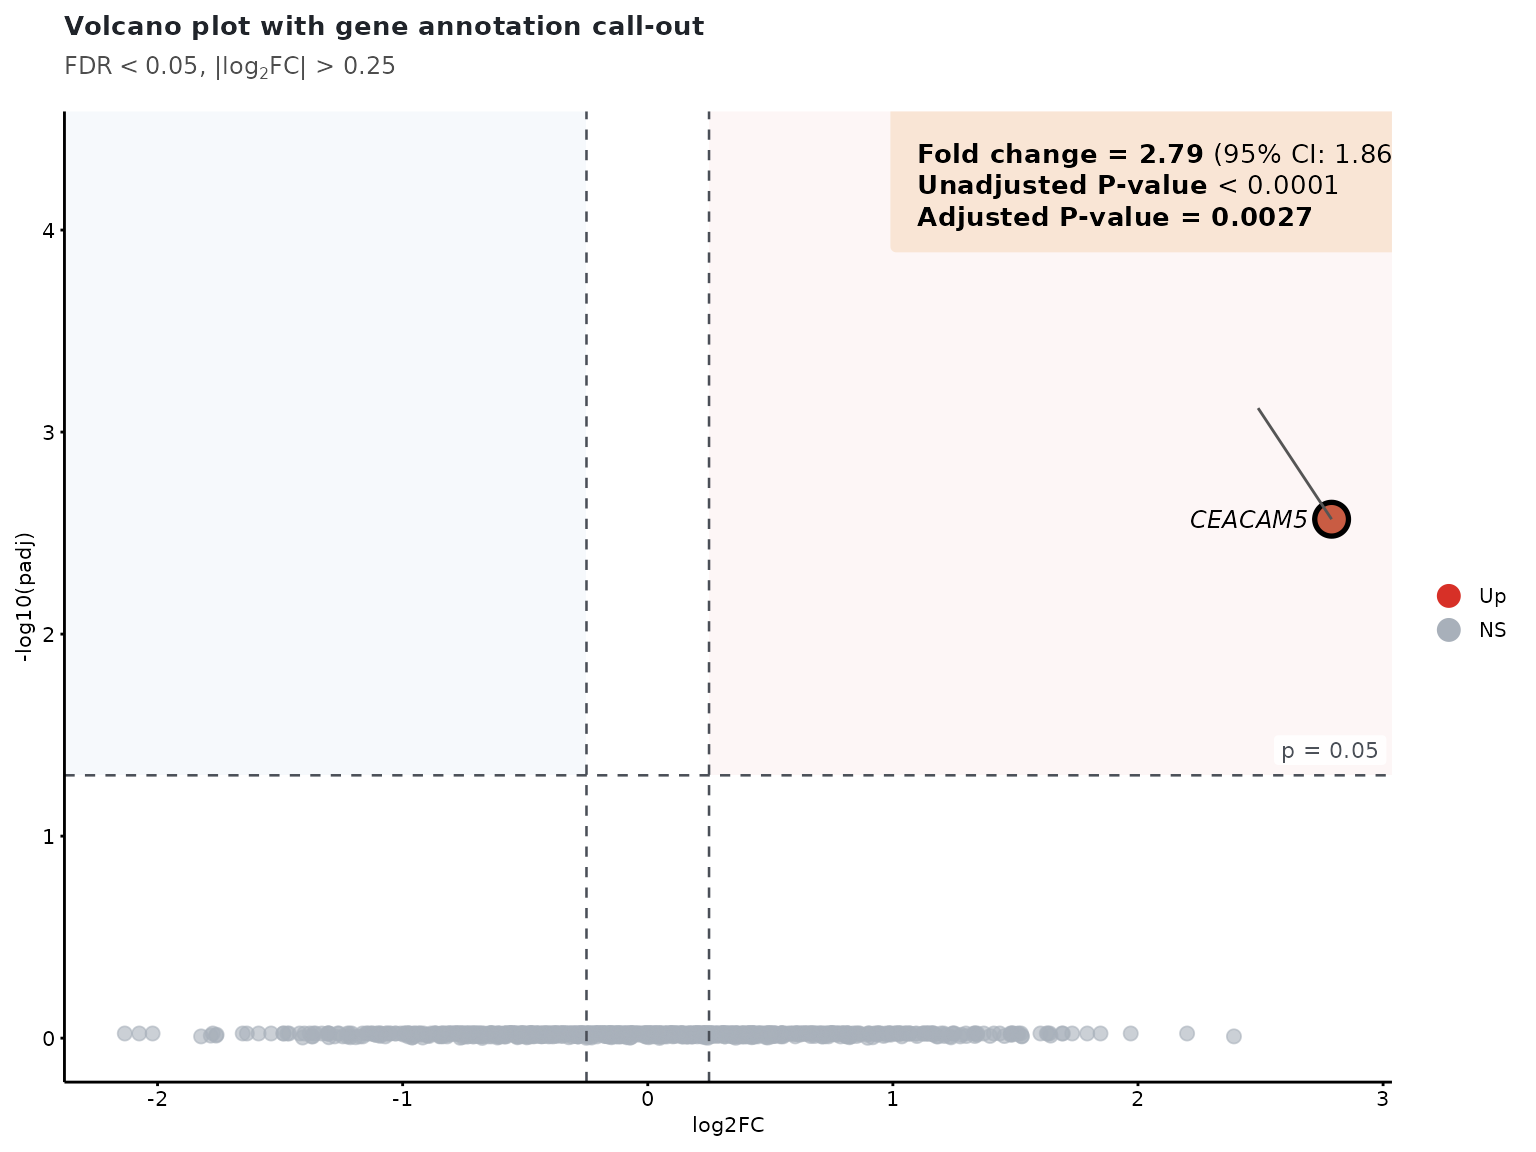 Volcano plot with gene annotation call-out
FDR < 0.05, |log₂FC| > 0.25
Fold change = 2.79 (95% CI: 1.86
Unadjusted P-value < 0.0001
Adjusted P-value = 0.0027
4
3
2
1
0
-log10(padj)
CEACAM5
p = 0.05
Up
NS
-2
-1
0
1
2
3
log2FC